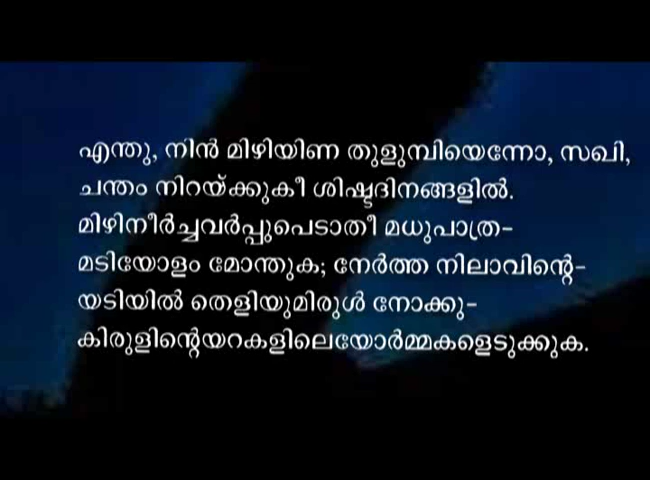 എന്തു, നിൻ മിഴിയിണ തുളുമ്പിയെന്നോ, സഖി,
ചന്തം നിറയ്ക്കുകീ ശിഷ്ടദിനങ്ങളിൽ.
മിഴിനീർച്ചവർപ്പുപെടാതീ മധുപാത്ര-
മടിയോളം മോന്തുക; നേർത്ത നിലാവിന്റെ-
യടിയിൽ തെളിയുമിരുൾ നോക്കു-
കിരുളിന്റെയറകളിലെയോർമ്മകളെടുക്കുക.